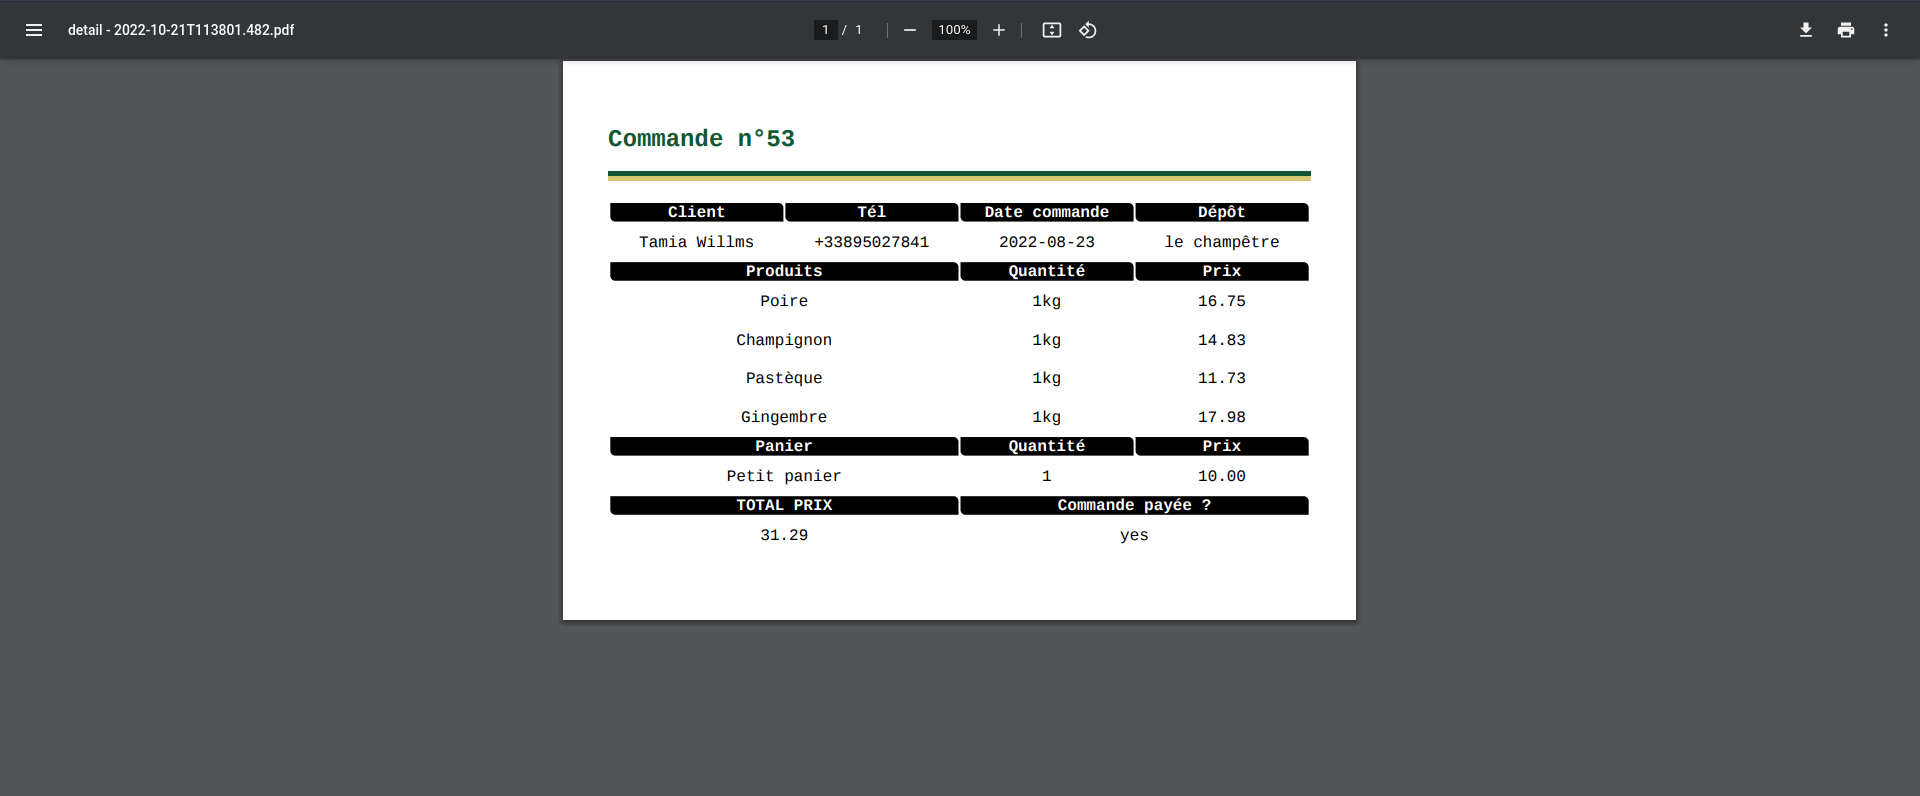 detail - 2022-10-21T113801.482.pdf
1 / 1
100%
Commande n°53
Client Tél Date commande Dépôt
Tamia Willms +33895027841 2022-08-23 le champêtre
Produits Quantité Prix
Poire 1kg 16.75
Champignon 1kg 14.83
Pastèque 1kg 11.73
Gingembre 1kg 17.98
Panier Quantité Prix
Petit panier 1 10.00
TOTAL PRIX Commande payée ?
31.29 yes